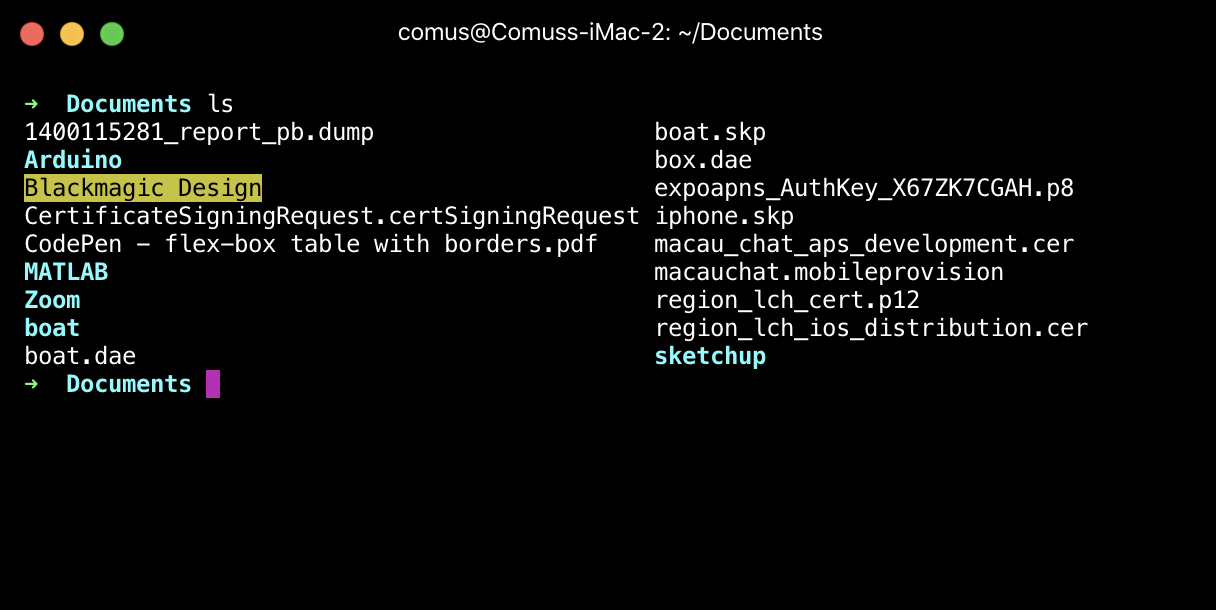 comus@Comuss-iMac-2: ~/Documents
➜  Documents ls
1400115281_report_pb.dump                    boat.skp
Arduino                                      box.dae
Blackmagic Design                            expoapns_AuthKey_X67ZK7CGAH.p8
CertificateSigningRequest.certSigningRequest iphone.skp
CodePen - flex-box table with borders.pdf    macau_chat_aps_development.cer
MATLAB                                       macauchat.mobileprovision
Zoom                                         region_lch_cert.p12
boat                                         region_lch_ios_distribution.cer
boat.dae                                     sketchup
➜  Documents